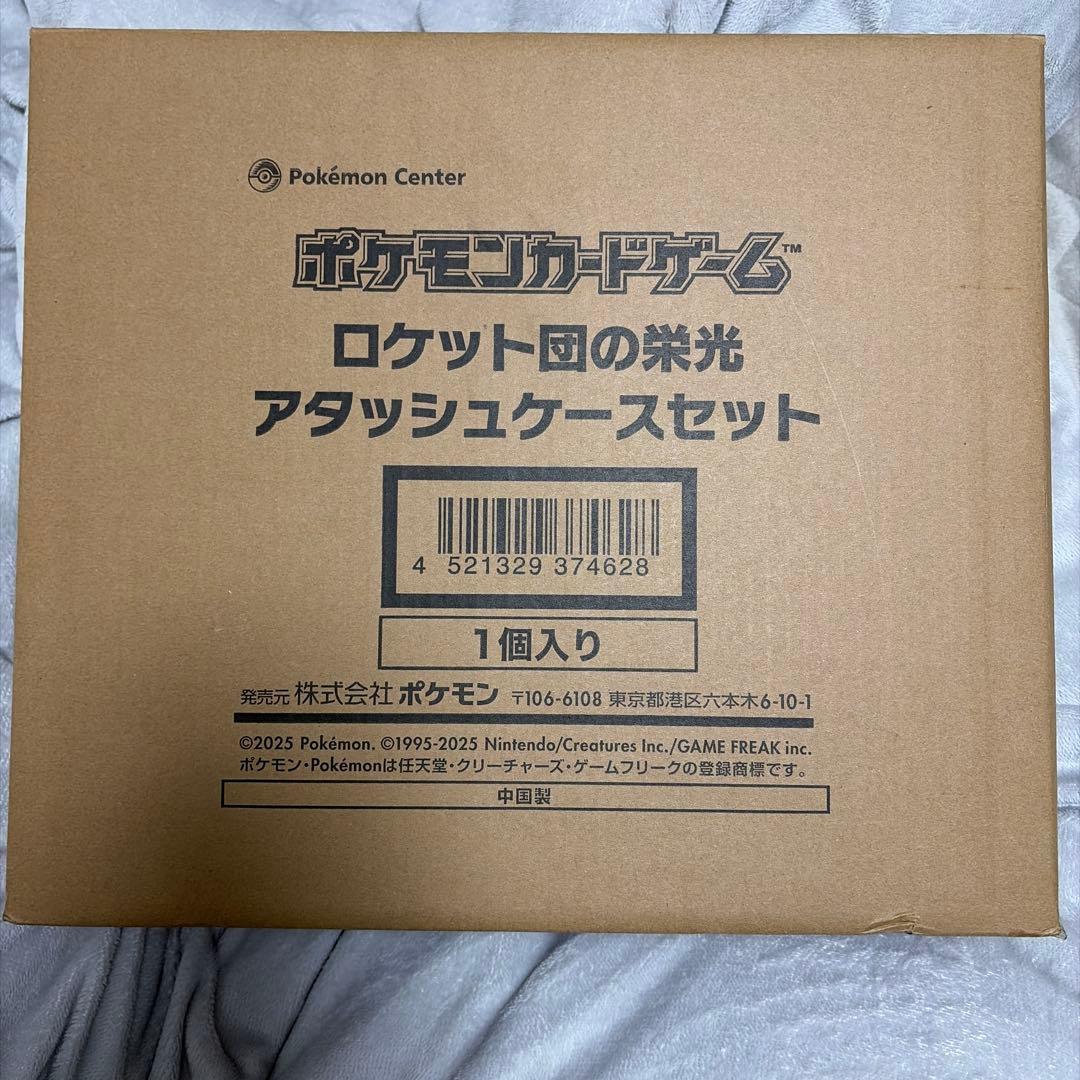 Pokémon Center
ポケモンカードゲーム™
ロケット団の栄光
アタッシュケースセット
4 521329 374628
1個入り
発売元 株式会社 ポケモン 〒106-6108 東京都港区六本木6-10-1
©2025 Pokémon. ©1995-2025 Nintendo/Creatures Inc./GAME FREAK inc.
ポケモン・Pokémonは任天堂・クリーチャーズ・ゲームフリークの登録商標です。
中国製